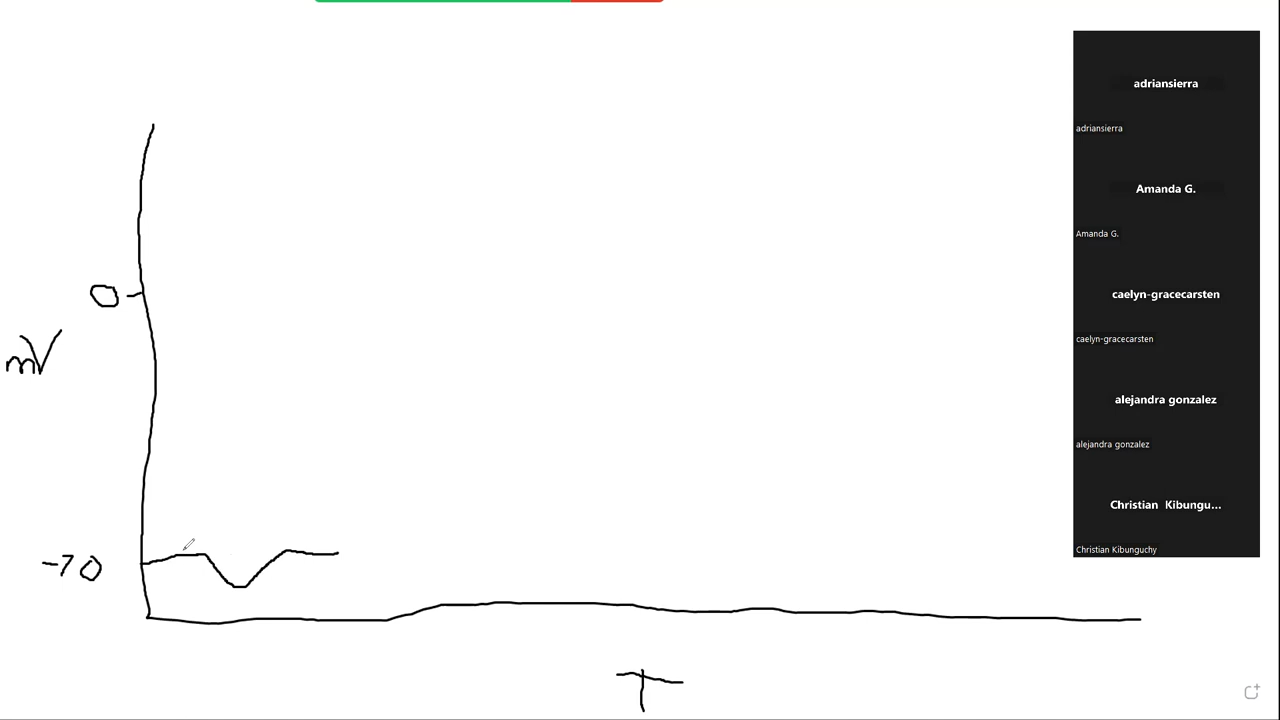 0
mV
-70
T
adriansierra
adriansierra
Amanda G.
Amanda G.
caelyn-gracecarsten
caelyn-gracecarsten
alejandra gonzalez
alejandra gonzalez
Christian Kibungu...
Christian Kibunguchy